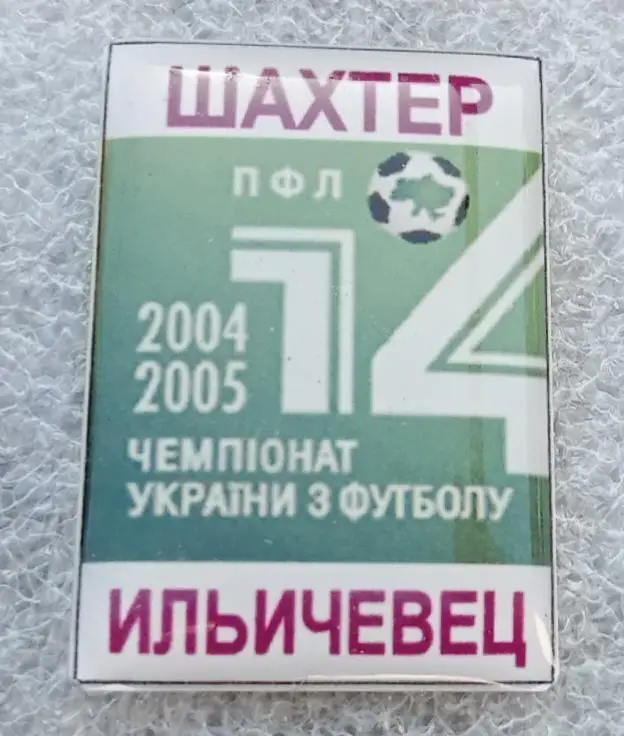 ШАХТЕР
ПФЛ
14
2004
2005
ЧЕМПІОНАТ
УКРАЇНИ З ФУТБОЛУ
ИЛЬИЧЕВЕЦ